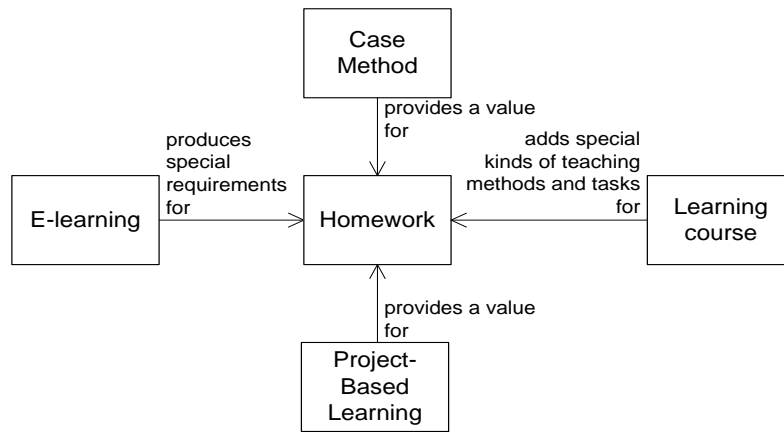 Case
Method
provides a value
for
produces
special
requirements
for
adds special
kinds of teaching
methods and tasks
for
E-learning
Homework
Learning
course
provides a value
for
Project-
Based
Learning